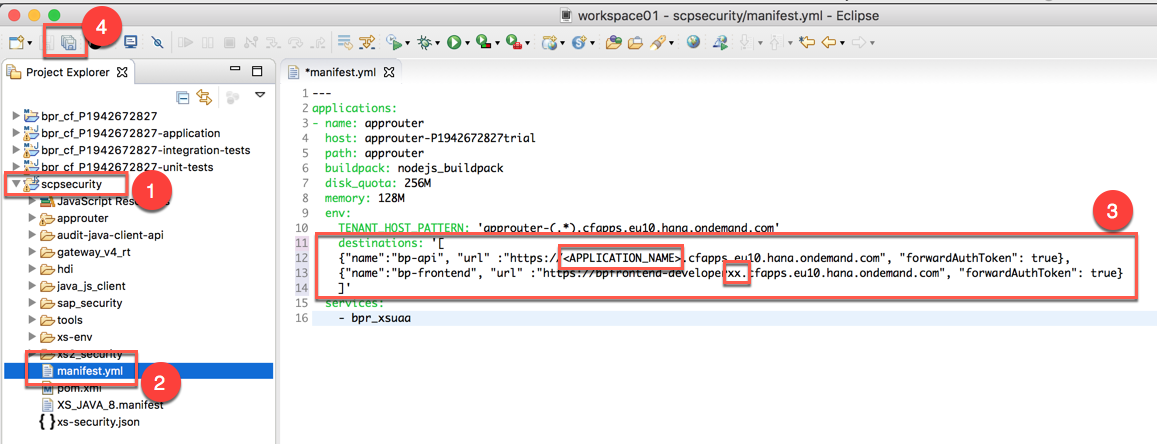 4
workspace01 - scpsecurity/manifest.yml - Eclipse
Project Explorer
*manifest.yml
bpr_cf_P1942672827
bpr_cf_P1942672827-application
bpr_cf_P1942672827-integration-tests
bpr_cf_P1942672827-unit-tests
scpsecurity
1
JavaScript Res
approuter
audit-java-client-api
gateway_v4_rt
hdi
java_js_client
sap_security
tools
xs-env
xs2_security
manifest.yml
2
pom.xml
XS_JAVA_8.manifest
xs-security.json
1 ---
2 applications:
3 - name: approuter
4 host: approuter-P1942672827trial
5 path: approuter
6 buildpack: nodejs_buildpack
7 disk_quota: 256M
8 memory: 128M
9 env:
3
10 TENANT_HOST_PATTERN: 'approuter-(.*).cfapps.eu10.hana.ondemand.com'
11 destinations: '[
12 {"name":"bp-api", "url" :"https://<APPLICATION_NAME>.cfapps.eu10.hana.ondemand.com", "forwardAuthToken": true},
13 {"name":"bp-frontend", "url" :"https://bpfrontend-developerxx.cfapps.eu10.hana.ondemand.com", "forwardAuthToken": true}
14 ]'
15 services:
16 - bpr_xsuaa